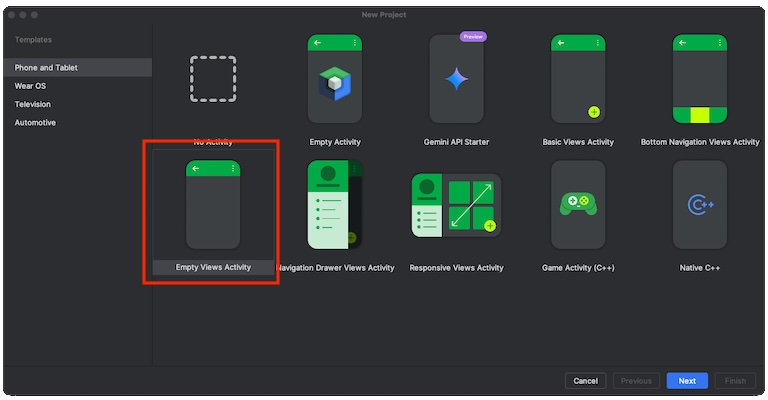 New Project
Templates
Phone and Tablet
Wear OS
Television
Automotive
Preview
No Activity
Empty Activity
Gemini API Starter
Basic Views Activity
Bottom Navigation Views Activity
Empty Views Activity
Navigation Drawer Views Activity
Responsive Views Activity
Game Activity (C++)
C++
Native C++
Cancel
Previous
Next
Finish